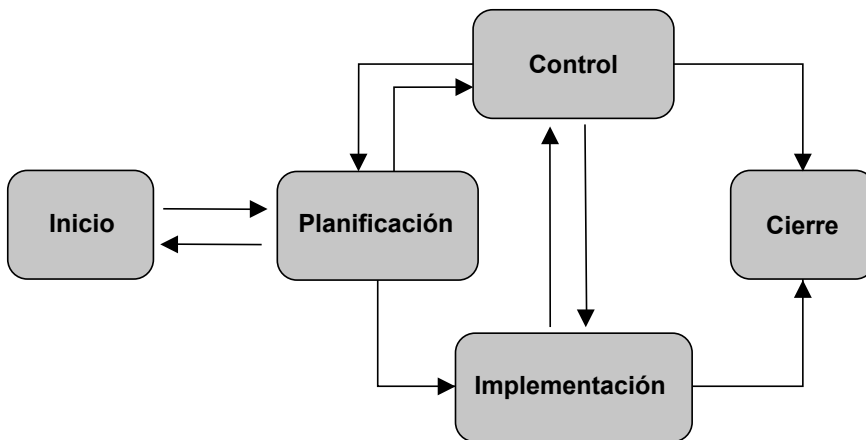 Control
Inicio
Planificación
Cierre
Implementación